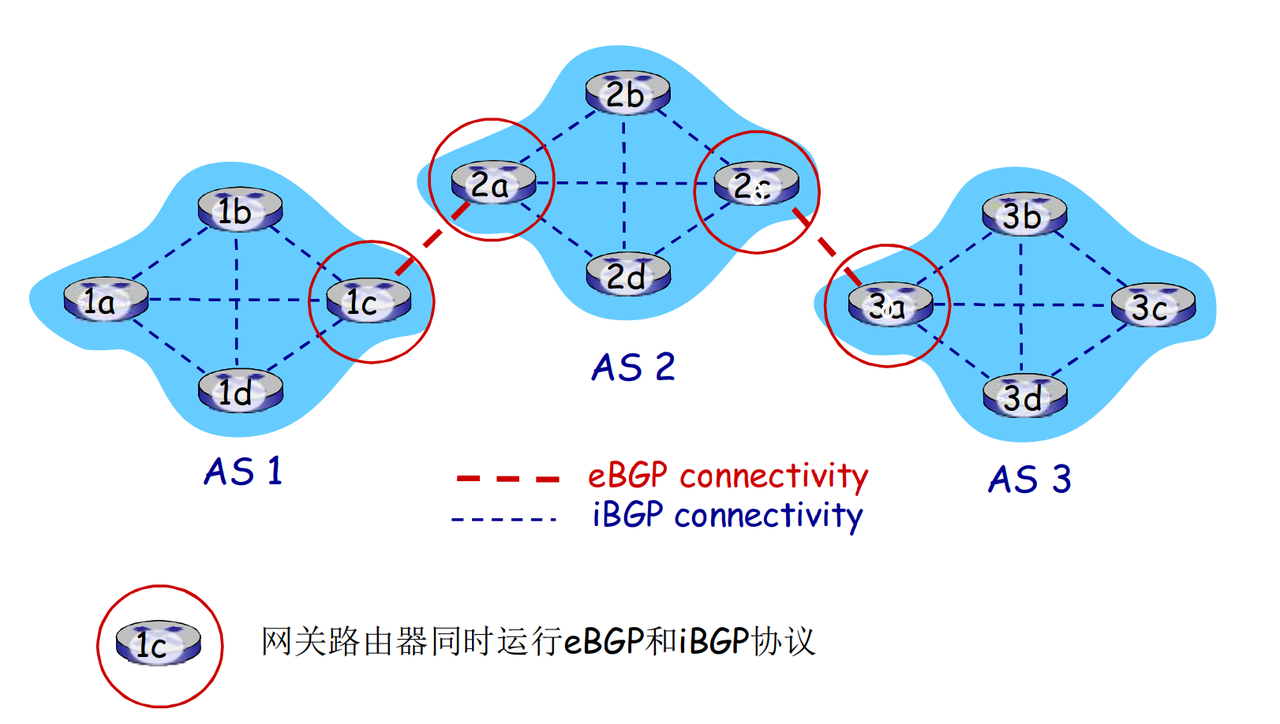 2b
2a
2c
2d
1b
3b
1a
1c
3a
3c
1d
3d
AS 2
AS 1
AS 3
eBGP connectivity
iBGP connectivity
1c
网关路由器同时运行eBGP和iBGP协议